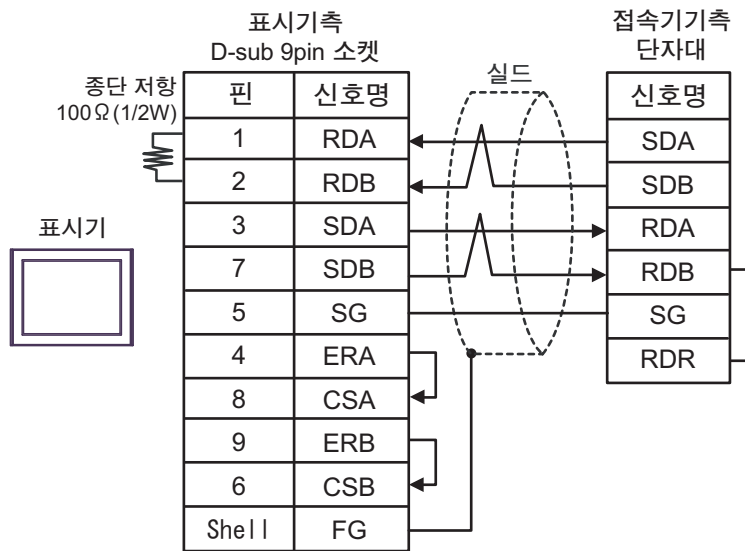 표시기측
D-sub 9pin 소켓
접속기기측
단자대
종단 저항
100Ω(1/2W)
실드
표시기
핀 신호명
1 RDA
2 RDB
3 SDA
7 SDB
5 SG
4 ERA
8 CSA
9 ERB
6 CSB
Shell FG
신호명
SDA
SDB
RDA
RDB
SG
RDR